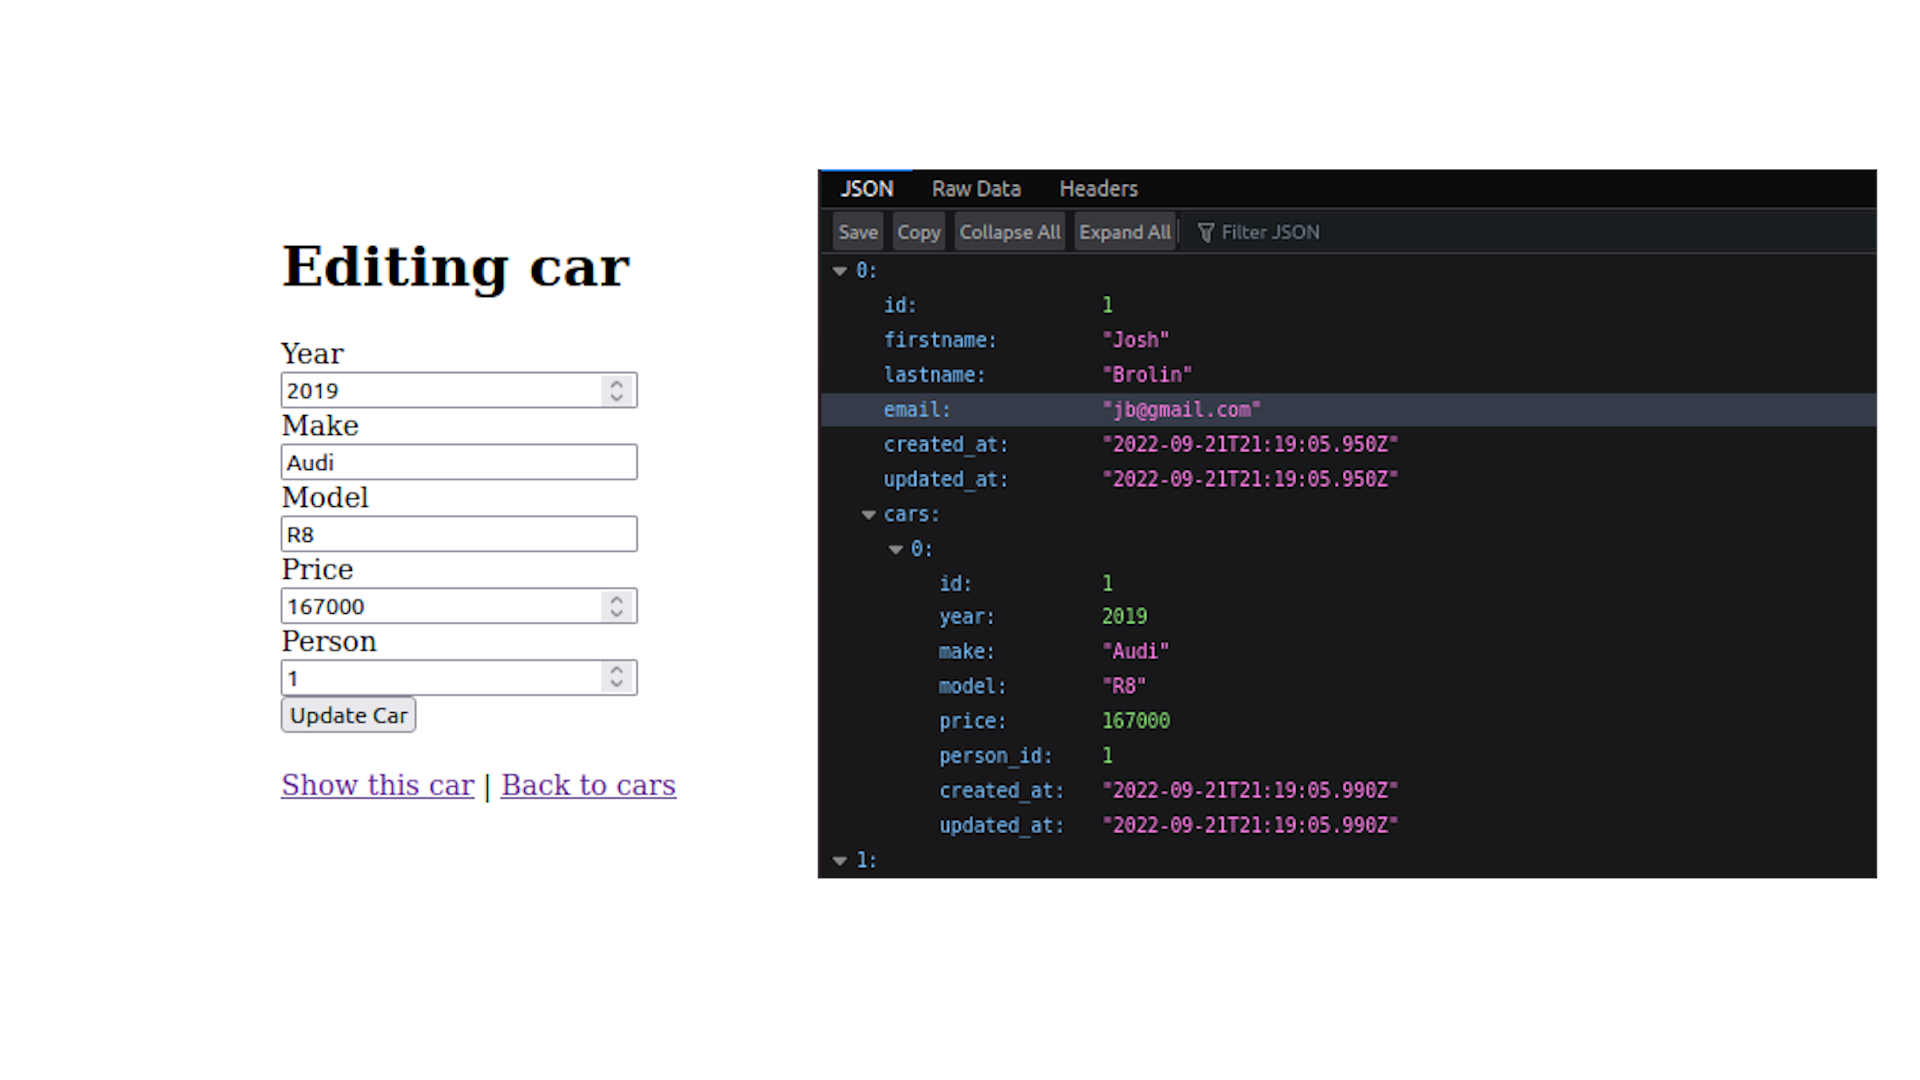 Editing car
Year
2019
Make
Audi
Model
R8
Price
167000
Person
1
Update Car
Show this car | Back to cars
JSON Raw Data Headers
Save Copy Collapse All Expand All Filter JSON
0:
id: 1
firstname: "Josh"
lastname: "Brolin"
email: "jb@gmail.com"
created_at: "2022-09-21T21:19:05.950Z"
updated_at: "2022-09-21T21:19:05.950Z"
cars:
0:
id: 1
year: 2019
make: "Audi"
model: "R8"
price: 167000
person_id: 1
created_at: "2022-09-21T21:19:05.990Z"
updated_at: "2022-09-21T21:19:05.990Z"
1: